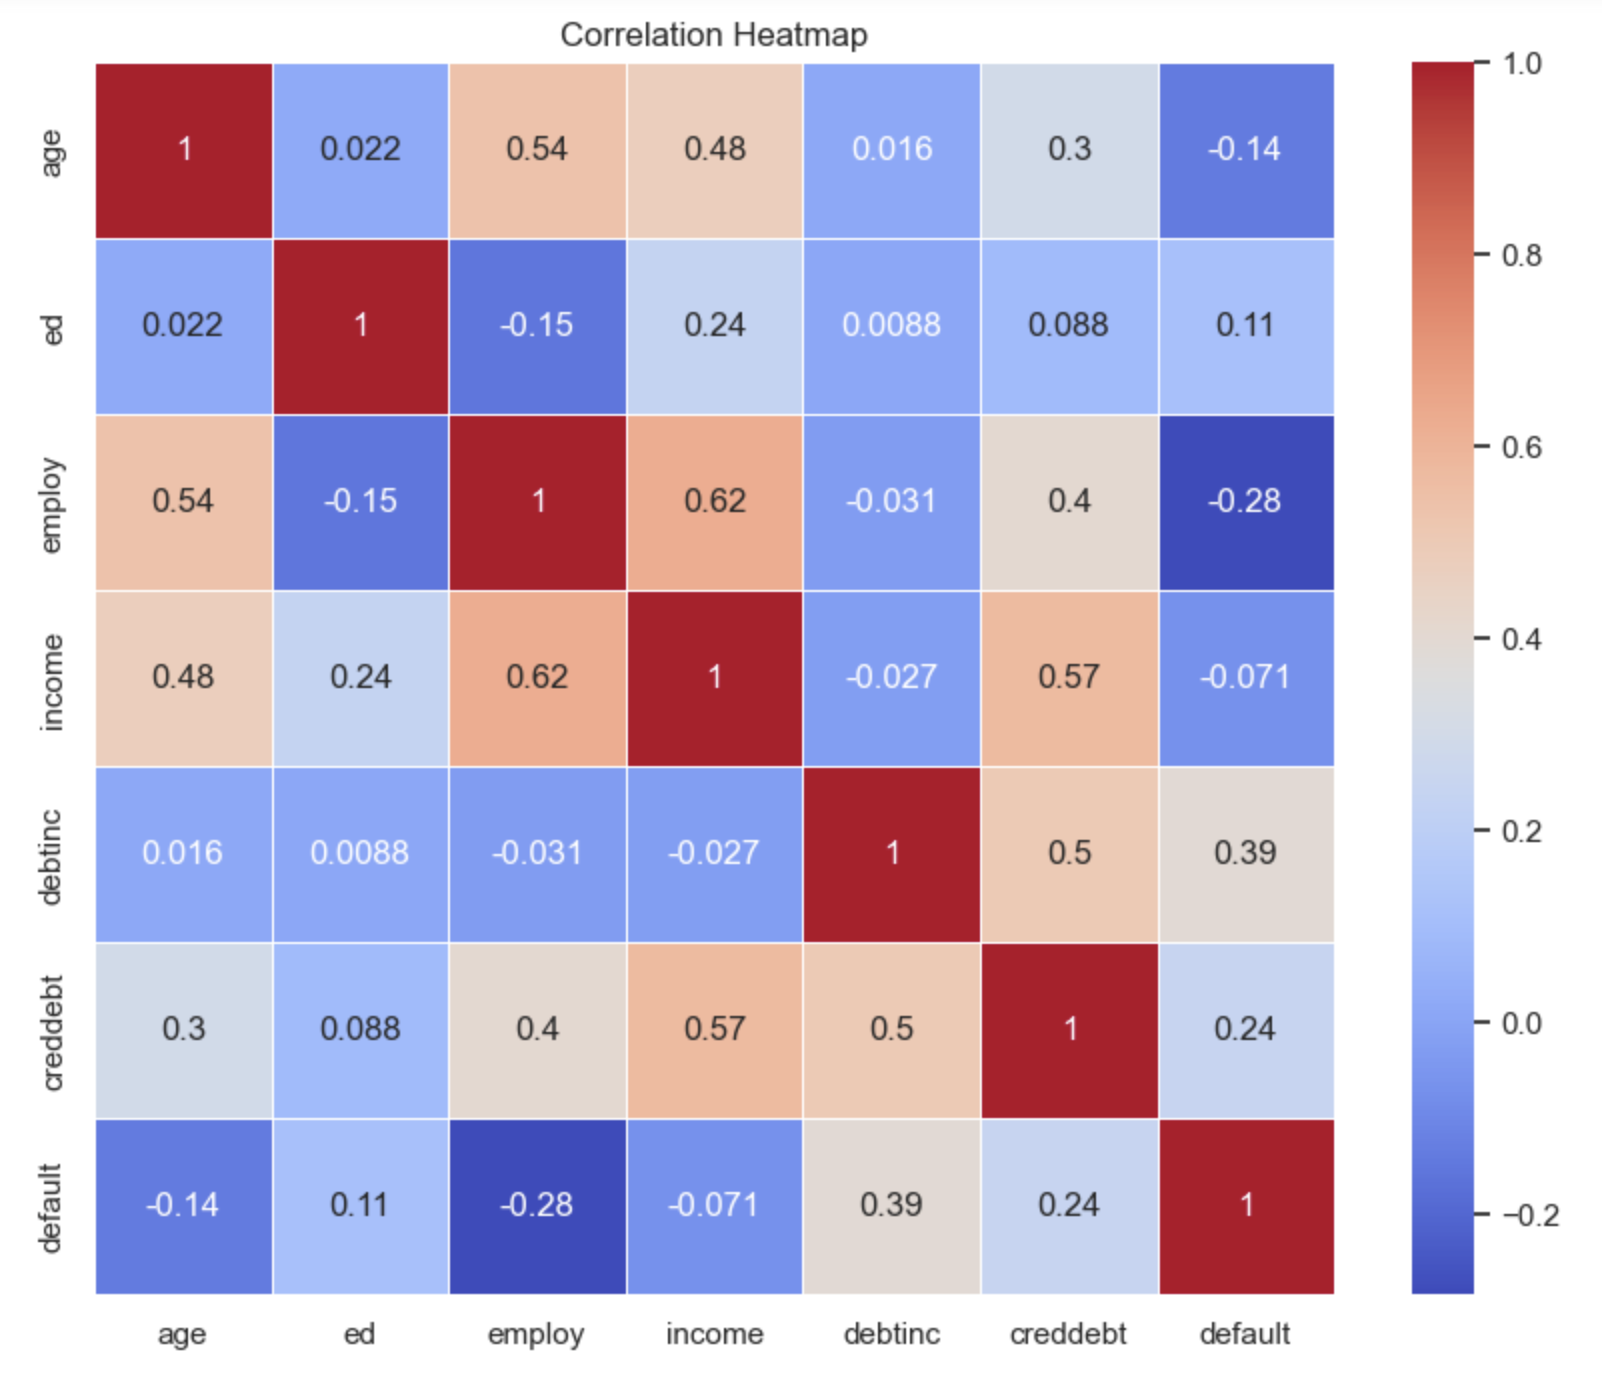 Correlation Heatmap
age 1 0.022 0.54 0.48 0.016 0.3 -0.14
ed 0.022 1 -0.15 0.24 0.0088 0.088 0.11
employ 0.54 -0.15 1 0.62 -0.031 0.4 -0.28
income 0.48 0.24 0.62 1 -0.027 0.57 -0.071
debtinc 0.016 0.0088 -0.031 -0.027 1 0.5 0.39
creddebt 0.3 0.088 0.4 0.57 0.5 1 0.24
default -0.14 0.11 -0.28 -0.071 0.39 0.24 1
age ed employ income debtinc creddebt default
1.0
0.8
0.6
0.4
0.2
0.0
−0.2